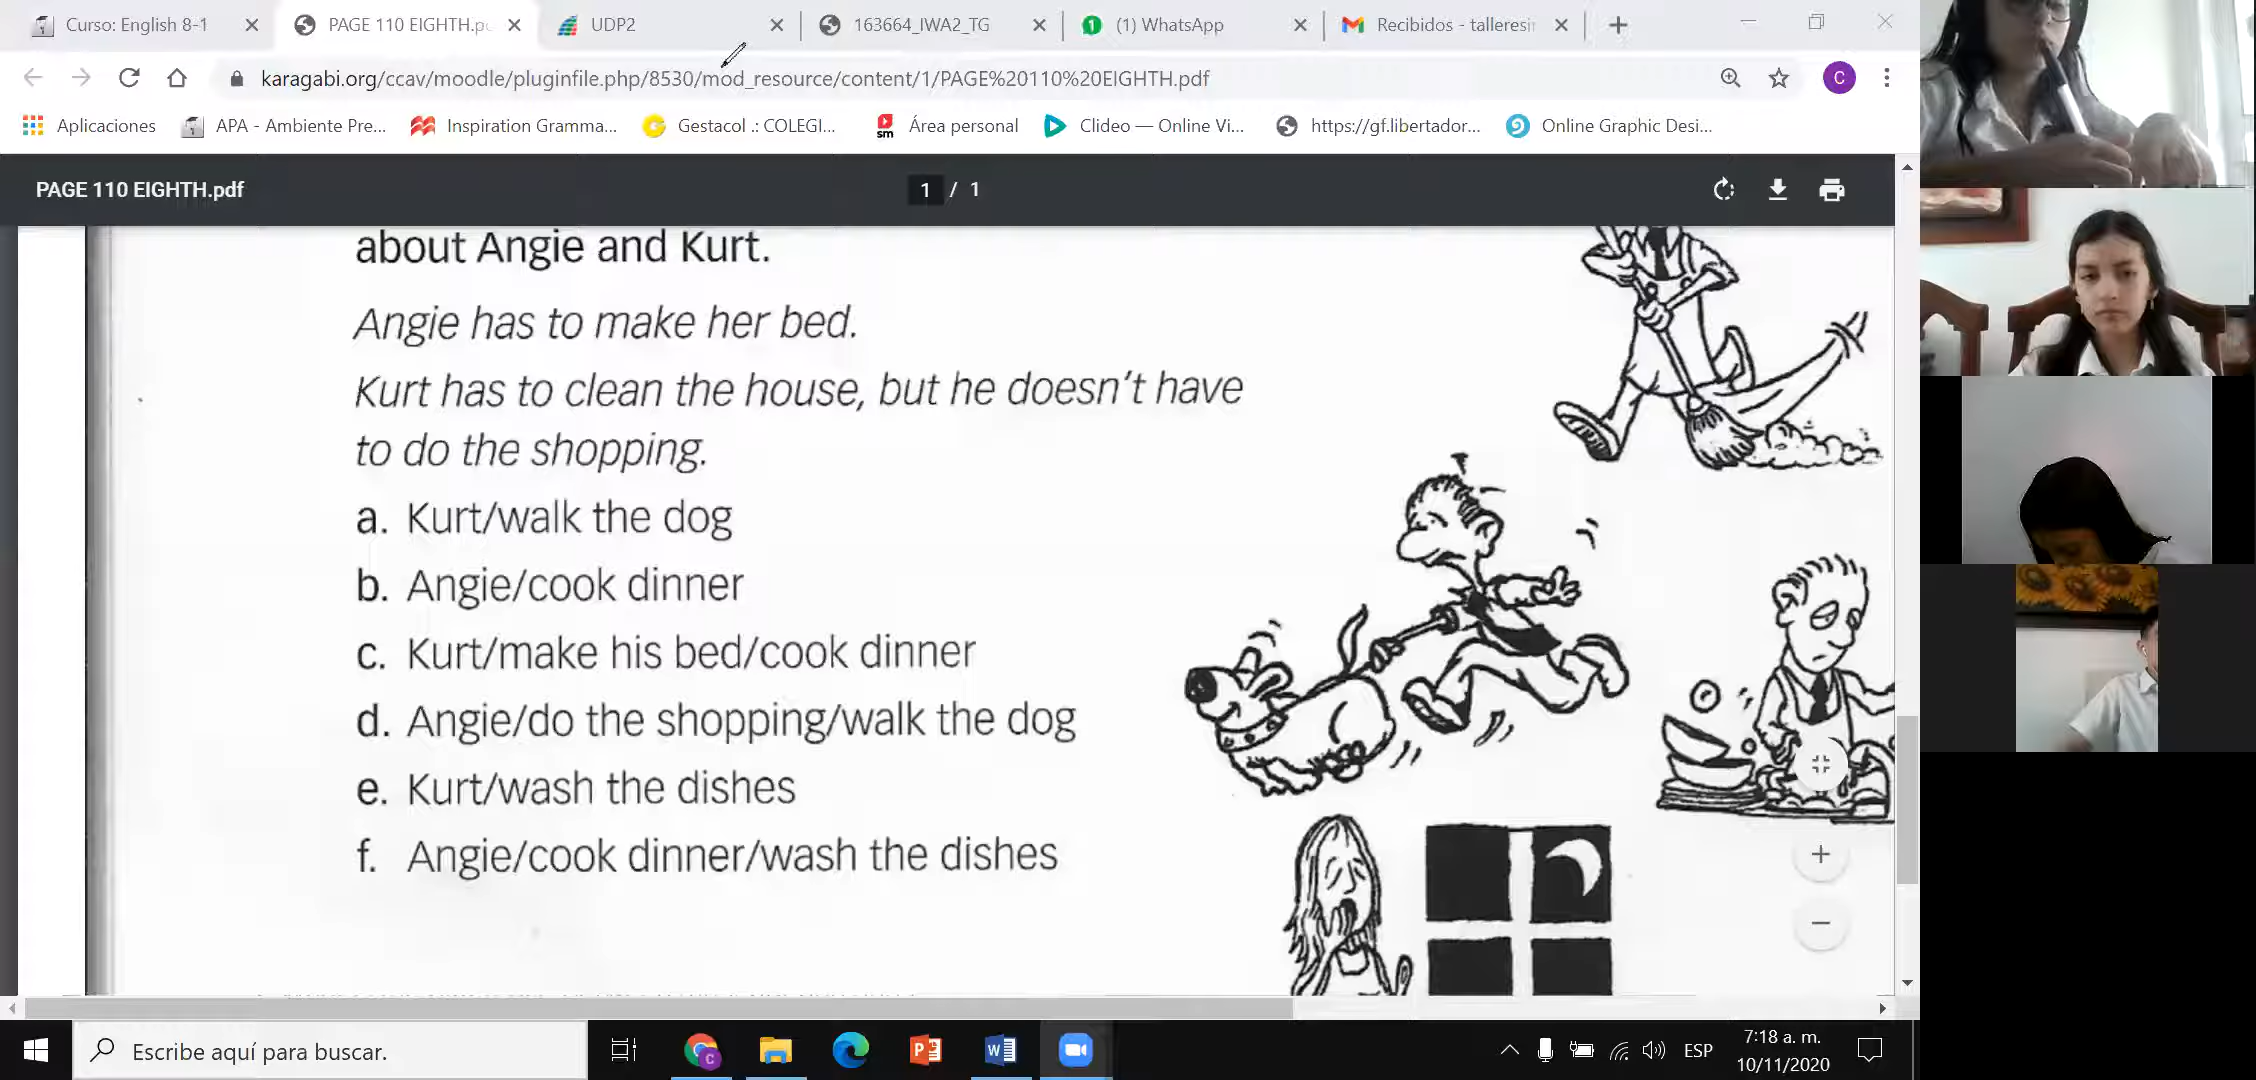 Curso: English 8-1
PAGE 110 EIGHTH.p
UDP2
163664_IWA2_TG
(1) WhatsApp
Recibidos - talleresi
karagabi.org/ccav/moodle/pluginfile.php/8530/mod_resource/content/1/PAGE%20110%20EIGHTH.pdf
C
Aplicaciones
APA - Ambiente Pre...
Inspiration Gramma...
Gestacol .: COLEGI...
sm
Área personal
Clideo — Online Vi...
https://gf.libertador...
Online Graphic Desi...
PAGE 110 EIGHTH.pdf
1 / 1
about Angie and Kurt.
Angie has to make her bed.
Kurt has to clean the house, but he doesn't have
to do the shopping.
a. Kurt/walk the dog
b. Angie/cook dinner
c. Kurt/make his bed/cook dinner
d. Angie/do the shopping/walk the dog
e. Kurt/wash the dishes
f. Angie/cook dinner/wash the dishes
Escribe aquí para buscar.
ESP
7:18 a. m.
10/11/2020